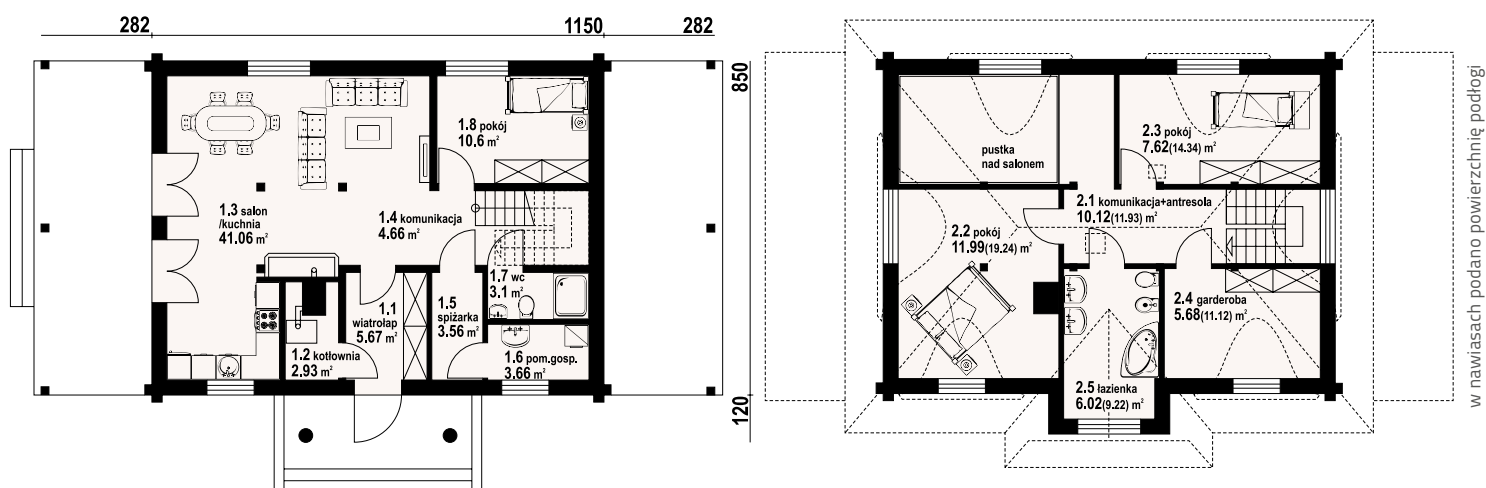 282
1150
282
850
120
1.8 pokój
10,6 m²
1.3 salon
/kuchnia
41.06 m²
1.4 komunikacja
4.66 m²
1.7 wc
3.1 m²
1.1
wiatrołap
5.67 m²
1.5
spiżarka
3.56 m²
1.2 kotłownia
2.93 m²
1.6 pom.gosp.
3.66 m²
pustka
nad salonem
2.3 pokój
7.62(14.34) m²
2.1 komunikacja+antresola
10.12(11.93) m²
2.2 pokój
11.99(19.24) m²
2.4 garderoba
5.68(11.12) m²
2.5 łazienka
6.02(9.22) m²
w nawiasach podano powierzchnię podłogi